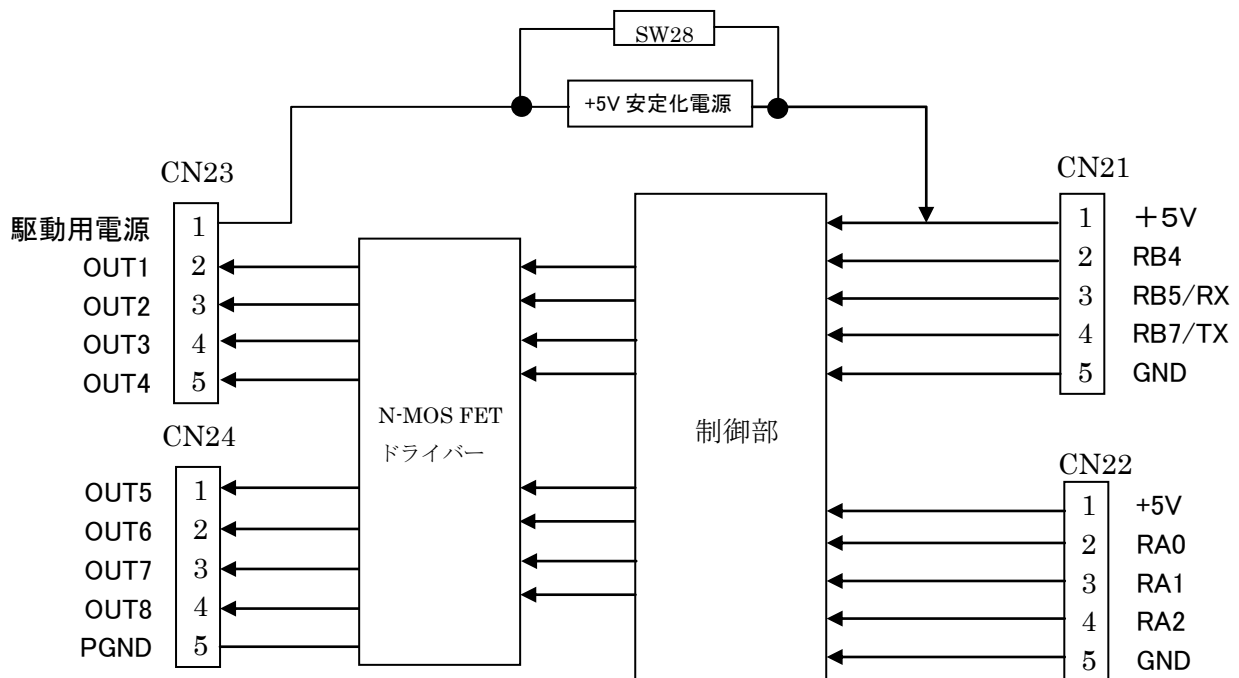 SW28
+5V 安定化電源
CN23
駆動用電源 1
OUT1 2
OUT2 3
OUT3 4
OUT4 5
CN24
OUT5 1
OUT6 2
OUT7 3
OUT8 4
PGND 5
N-MOS FET
ドライバー
制御部
CN21
1 +5V
2 RB4
3 RB5/RX
4 RB7/TX
5 GND
CN22
1 +5V
2 RA0
3 RA1
4 RA2
5 GND